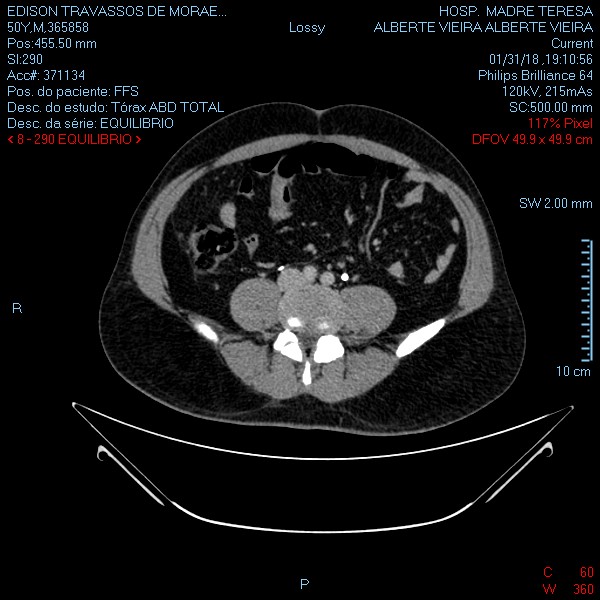 EDISON TRAVASSOS DE MORAE...
50Y,M,365858
Pos:455.50 mm
SI:290
Acc#: 371134
Pos. do paciente: FFS
Desc. do estudo: Tórax ABD TOTAL
Desc. da série: EQUILIBRIO
< 8 - 290 EQUILIBRIO >
Lossy
HOSP. MADRE TERESA
ALBERTE VIEIRA ALBERTE VIEIRA
Current
01/31/18 ,19:10:56
Philips Brilliance 64
120kV, 215mAs
SC:500.00 mm
117% Pixel
DFOV 49.9 x 49.9 cm
SW 2.00 mm
R
10 cm
P
C 60
W 360